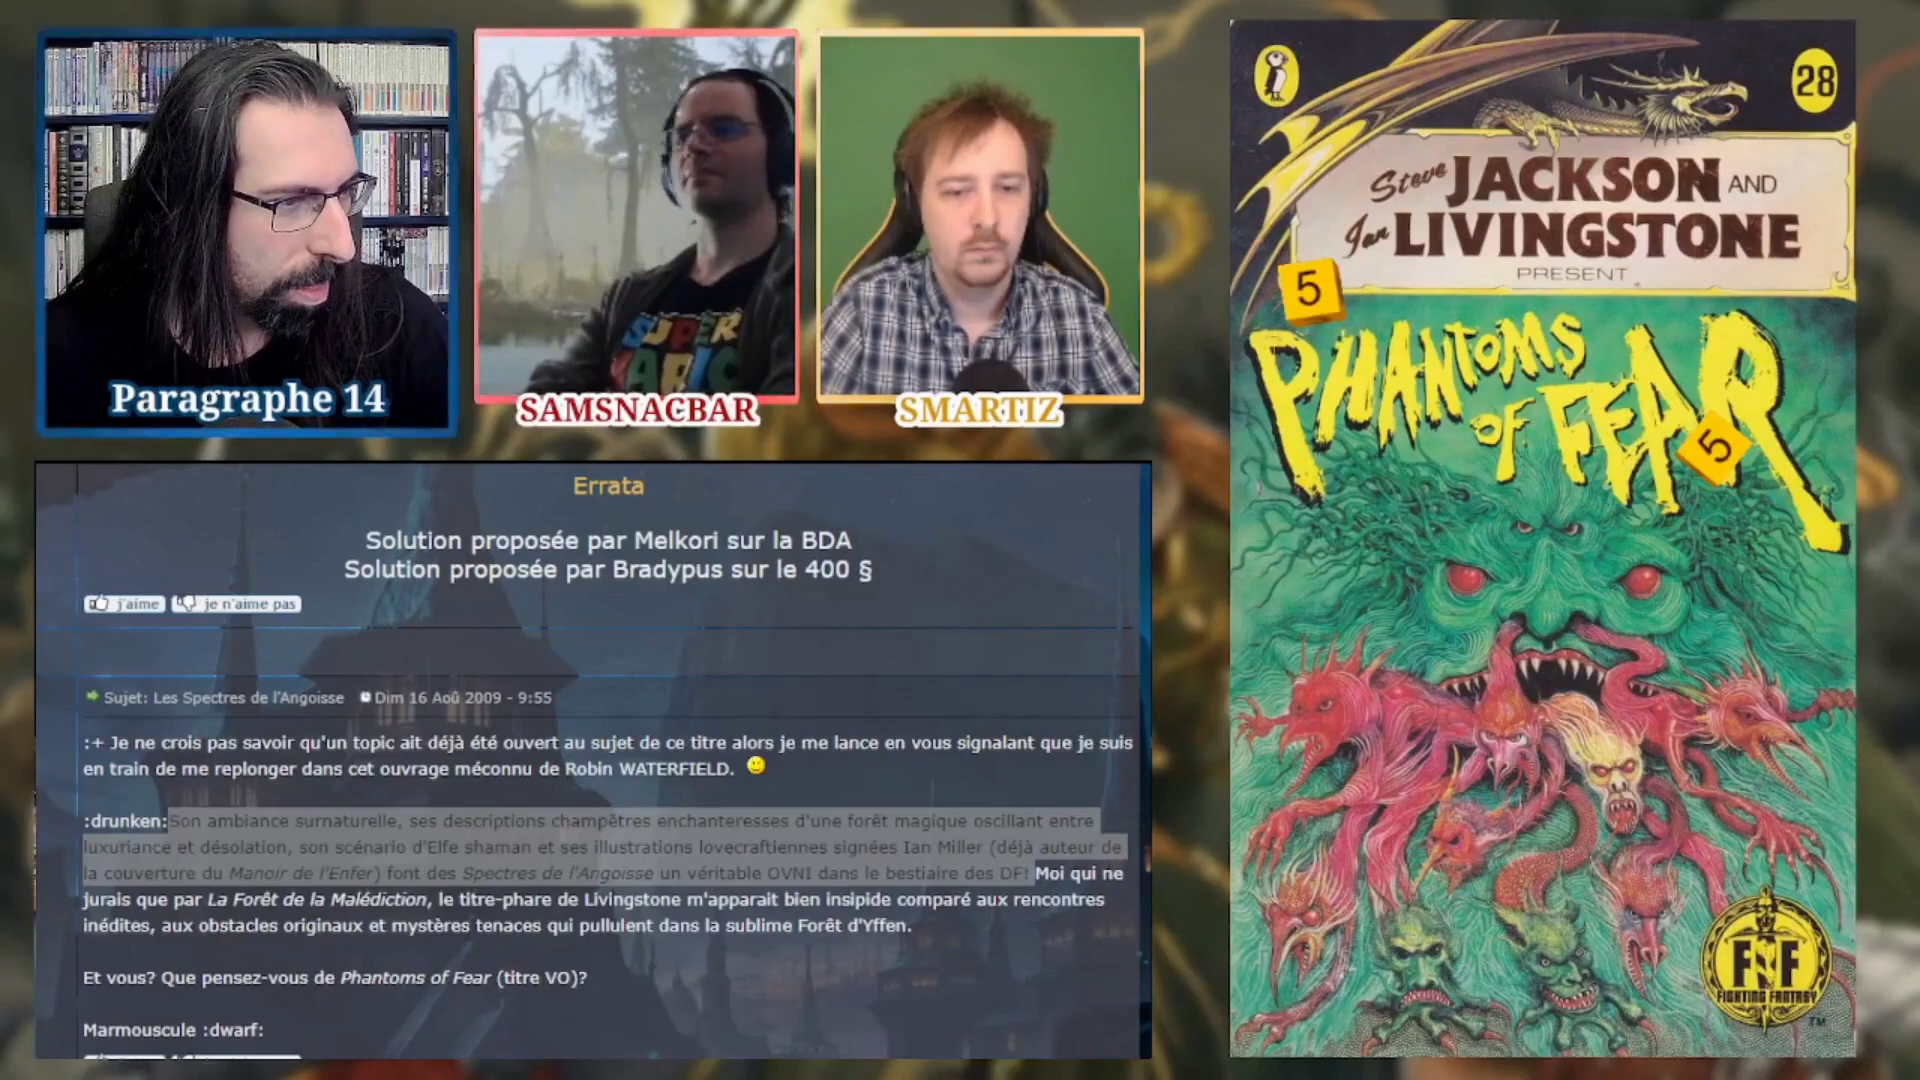 Paragraphe 14
SAMSNACBAR
SUPER
MARIO
SMARTIZ
Errata
Solution proposée par Melkori sur la BDA
Solution proposée par Bradypus sur le 400 §
j'aime
je n'aime pas
Sujet: Les Spectres de l'Angoisse Dim 16 Aoû 2009 - 9:55
:+ Je ne crois pas savoir qu'un topic ait déjà été ouvert au sujet de ce titre alors je me lance en vous signalant que je suis
en train de me replonger dans cet ouvrage méconnu de Robin WATERFIELD.
:drunken:Son ambiance surnaturelle, ses descriptions champêtres enchanteresses d'une forêt magique oscillant entre
luxuriance et désolation, son scénario d'Elfe shaman et ses illustrations lovecraftiennes signées Ian Miller (déjà auteur de
la couverture du Manoir de l'Enfer) font des Spectres de l'Angoisse un véritable OVNI dans le bestiaire des DF! Moi qui ne
jurais que par La Forêt de la Malédiction, le titre-phare de Livingstone m'apparait bien insipide comparé aux rencontres
inédites, aux obstacles originaux et mystères tenaces qui pullulent dans la sublime Forêt d'Yffen.
Et vous? Que pensez-vous de Phantoms of Fear (titre VO)?
Marmouscule :dwarf:
28
Steve JACKSON AND
Ian LIVINGSTONE
PRESENT
5
PHANTOMS
OF FEAR
5
FF
FIGHTING FANTASY
TM